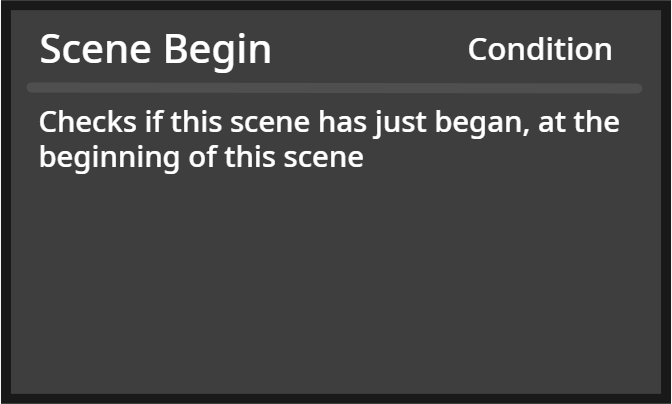 Scene Begin
Condition
Checks if this scene has just began, at the
beginning of this scene